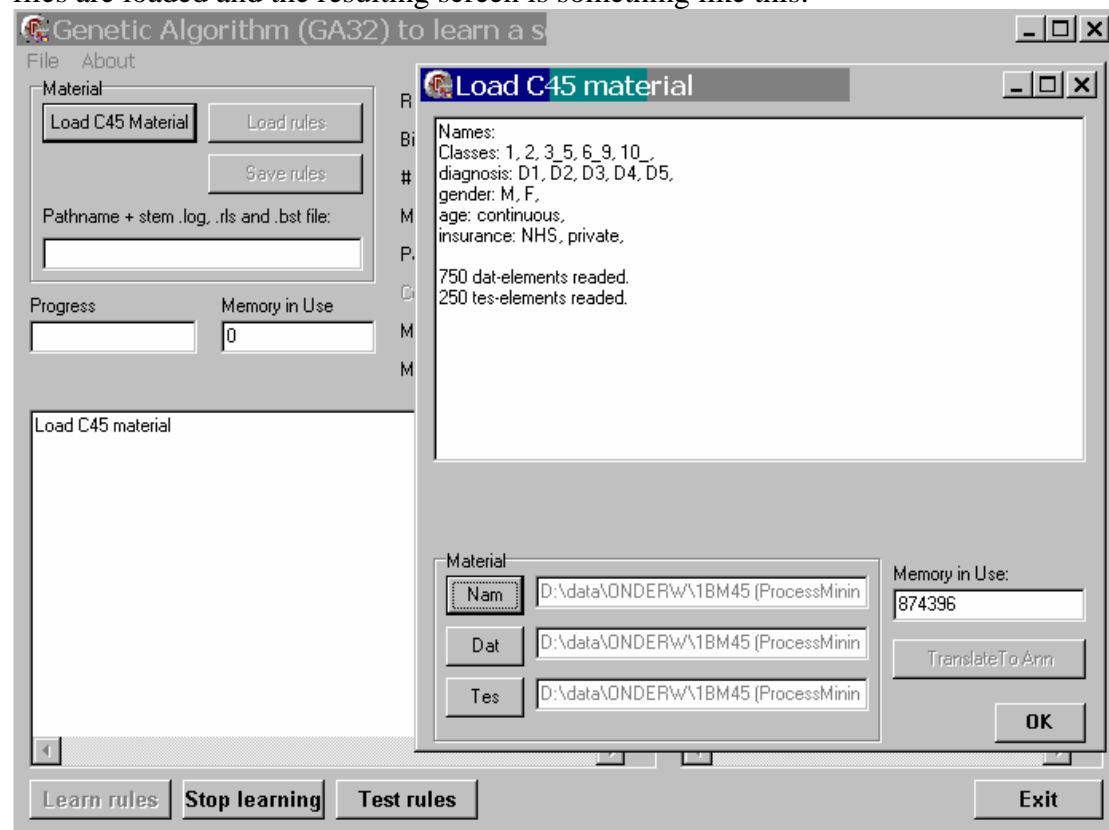 files are loaded and the resulting screen is something like this:
Genetic Algorithm (GA32) to learn a s
File About
Material
Load C45 Material
Load rules
Save rules
Pathname + stem .log, .rls and .bst file:
Progress
Memory in Use
0
R
Bi
#
M
P
M
M
Load C45 material
Load C45 material
Names:
Classes: 1, 2, 3_5, 6_9, 10_,
diagnosis: D1, D2, D3, D4, D5,
gender: M, F,
age: continuous,
insurance: NHS, private,
750 dat-elements readed.
250 tes-elements readed.
Material
Nam
D:\data\ONDERW\1BM45 (ProcessMinin
Dat
D:\data\ONDERW\1BM45 (ProcessMinin
Tes
D:\data\ONDERW\1BM45 (ProcessMinin
Memory in Use:
874396
TranslateTo Ann
OK
Learn rules
Stop learning
Test rules
Exit